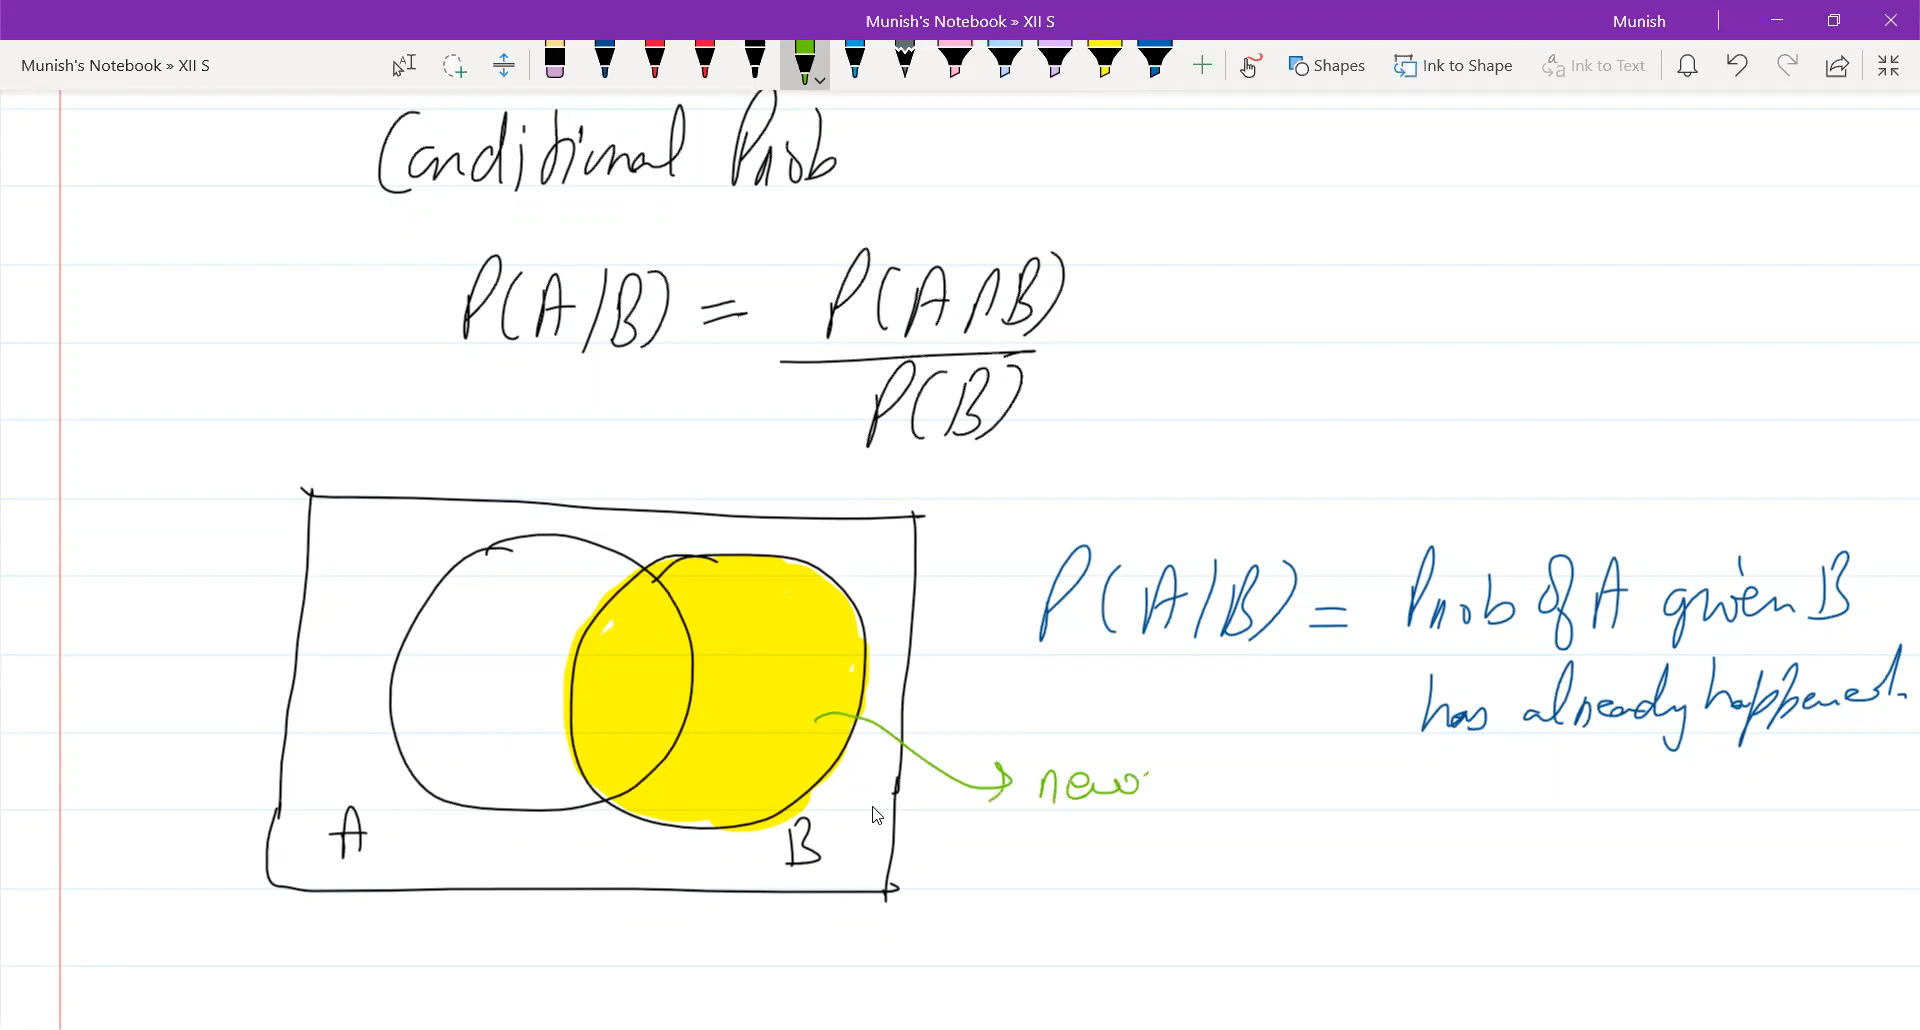 Munish's Notebook » XII S
Munish
Munish's Notebook » XII S
Shapes
Ink to Shape
Ink to Text
Conditional Prob
P(A/B) = P(A∩B)
P(B)
P(A/B) = Prob of A given B
has already happened.
new
A
B